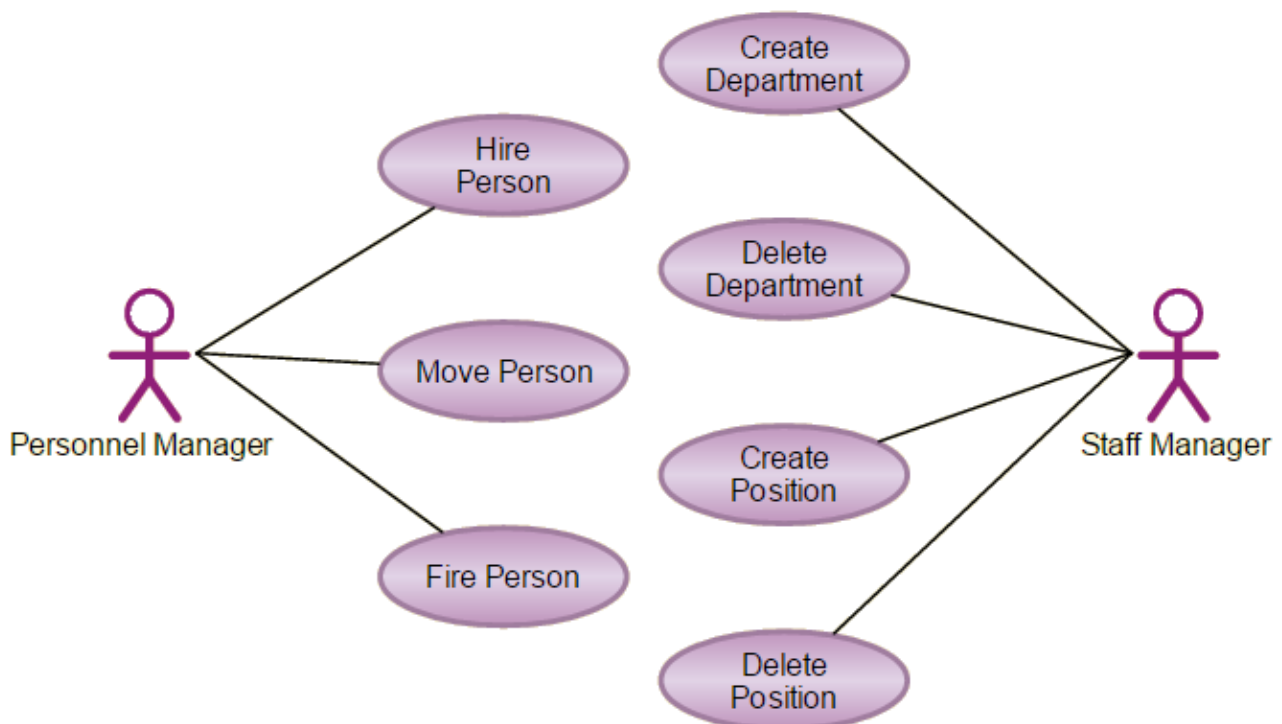 Create
Department
Hire
Person
Delete
Department
Move Person
Personnel Manager
Staff Manager
Create
Position
Fire Person
Delete
Position